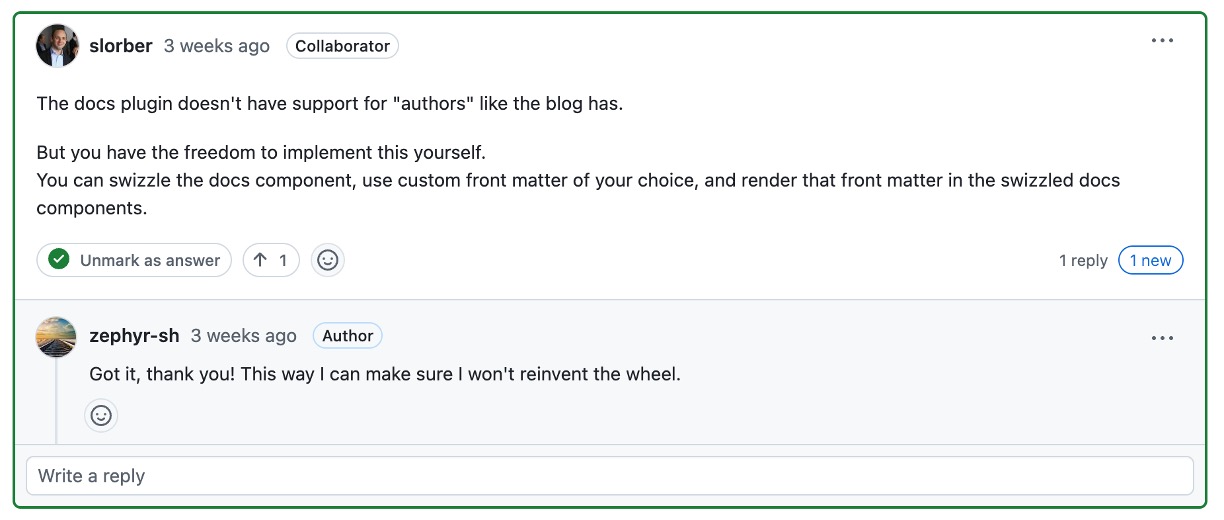 slorber 3 weeks ago Collaborator
The docs plugin doesn't have support for "authors" like the blog has.
But you have the freedom to implement this yourself.
You can swizzle the docs component, use custom front matter of your choice, and render that front matter in the swizzled docs
components.
Unmark as answer 1 1 reply 1 new
zephyr-sh 3 weeks ago Author
Got it, thank you! This way I can make sure I won't reinvent the wheel.
Write a reply